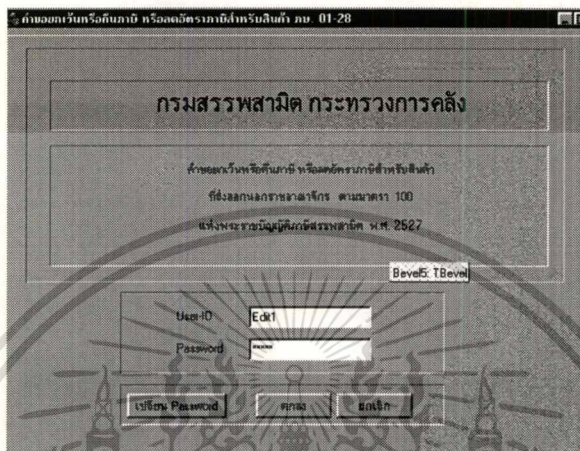 คำขอยกเว้นหรือคืนภาษี หรือลดอัตราภาษีสำหรับสินค้า ภษ. 01-28
กรมสรรพสามิต กระทรวงการคลัง
คำขอยกเว้นหรือคืนภาษี หรือลดอัตราภาษีสำหรับสินค้า
ที่ส่งออกนอกราชอาณาจักร ตามมาตรา 100
แห่งพระราชบัญญัติภาษีสรรพสามิต พ.ศ. 2527
Bevel5: TBevel
User-ID Edit1
Password ****
เปลี่ยน Password ตกลง ยกเลิก